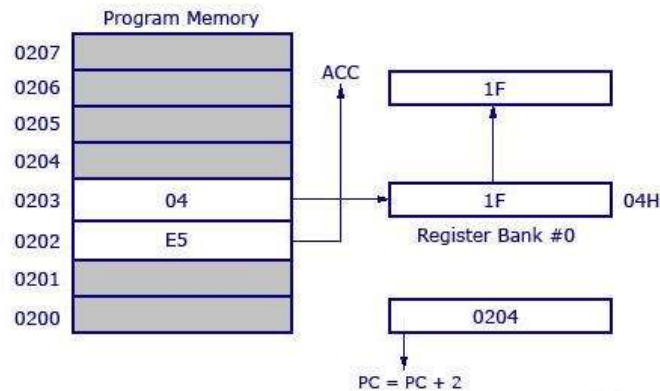 Program Memory
0207
0206
0205
0204
0203 04
0202 E5
0201
0200
ACC
1F
1F 04H
Register Bank #0
0204
PC = PC + 2